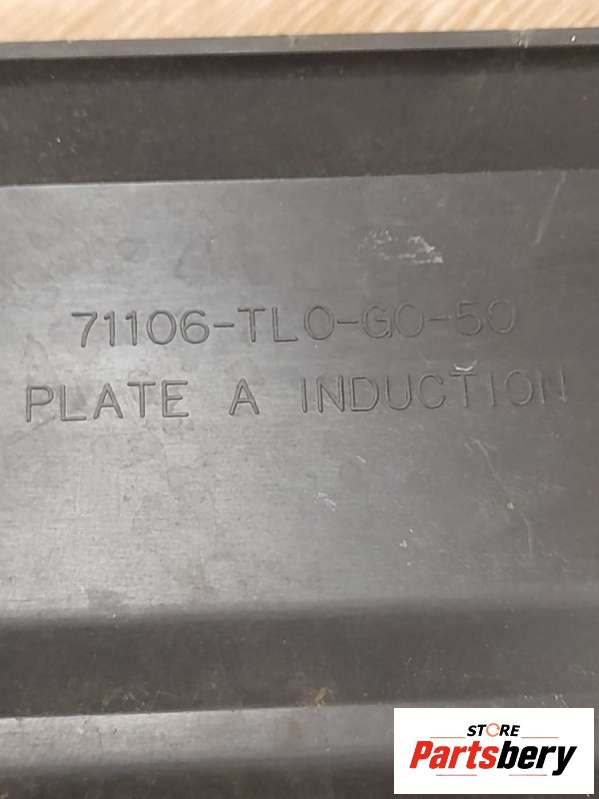 71106-TL0-G0-50
PLATE A INDUCTION
STORE
Partsbery